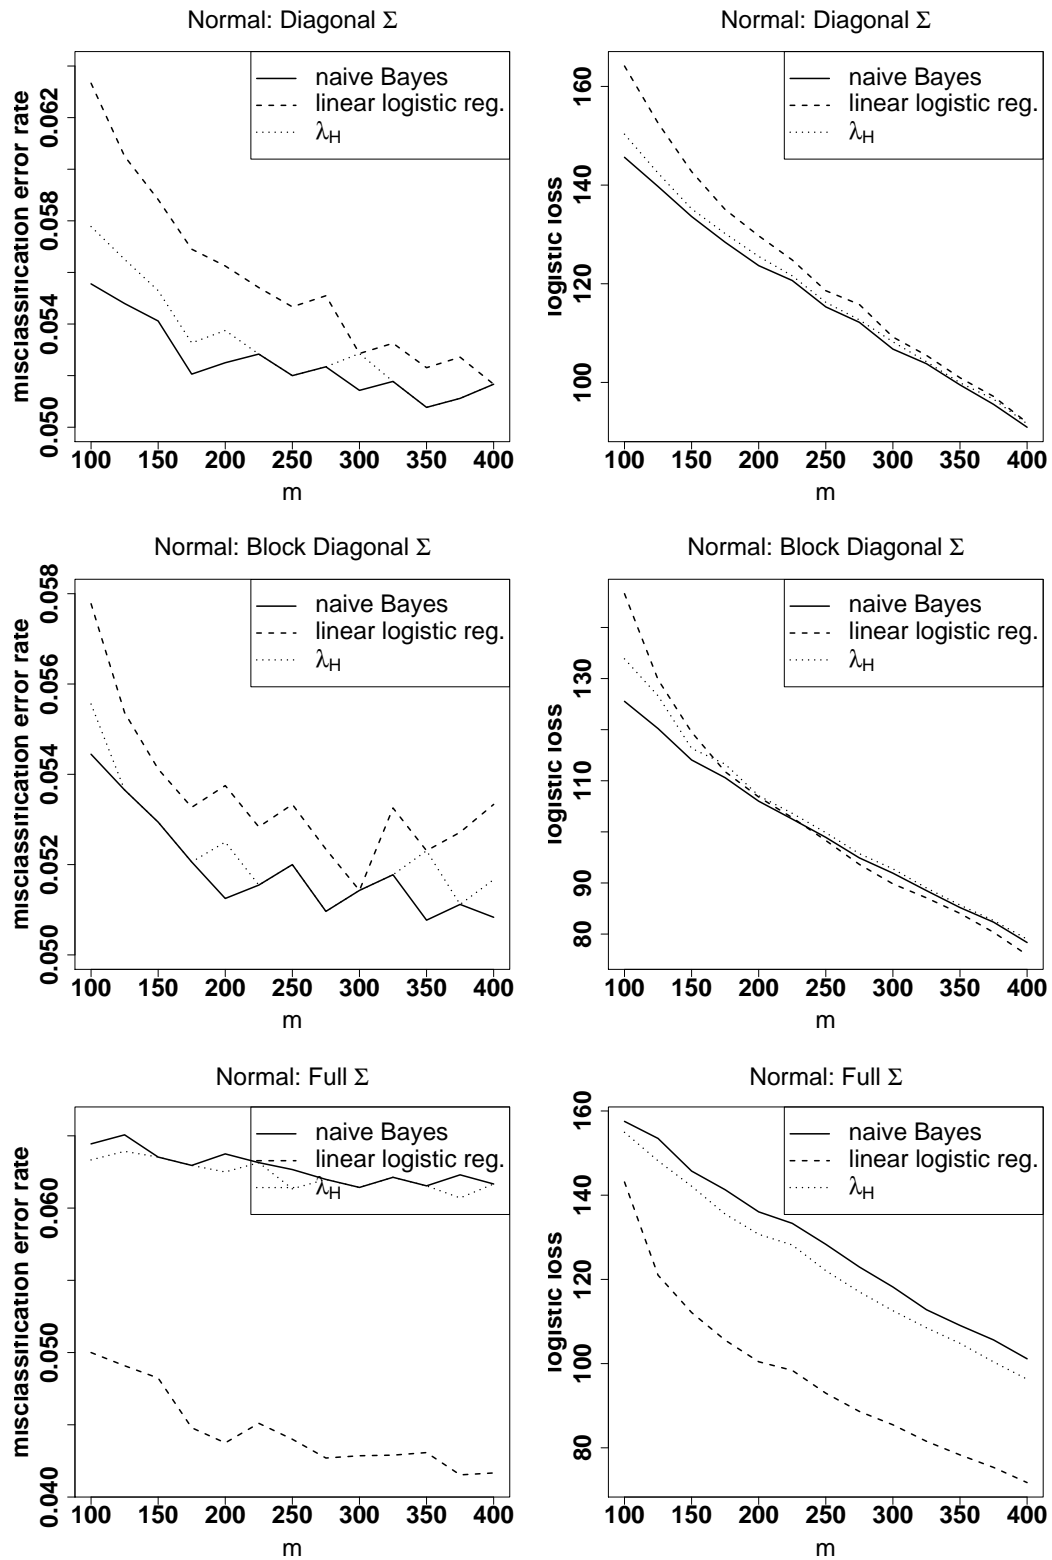 Normal: Diagonal Σ
misclassification error rate
0.050 0.054 0.058 0.062
naive Bayes
linear logistic reg.
λH
100 150 200 250 300 350 400
m
Normal: Diagonal Σ
logistic loss
100 120 140 160
naive Bayes
linear logistic reg.
λH
100 150 200 250 300 350 400
m
Normal: Block Diagonal Σ
misclassification error rate
0.050 0.052 0.054 0.056 0.058
naive Bayes
linear logistic reg.
λH
100 150 200 250 300 350 400
m
Normal: Block Diagonal Σ
logistic loss
80 90 110 130
naive Bayes
linear logistic reg.
λH
100 150 200 250 300 350 400
m
Normal: Full Σ
misclassification error rate
0.040 0.050 0.060
naive Bayes
linear logistic reg.
λH
100 150 200 250 300 350 400
m
Normal: Full Σ
logistic loss
80 100 120 140 160
naive Bayes
linear logistic reg.
λH
100 150 200 250 300 350 400
m